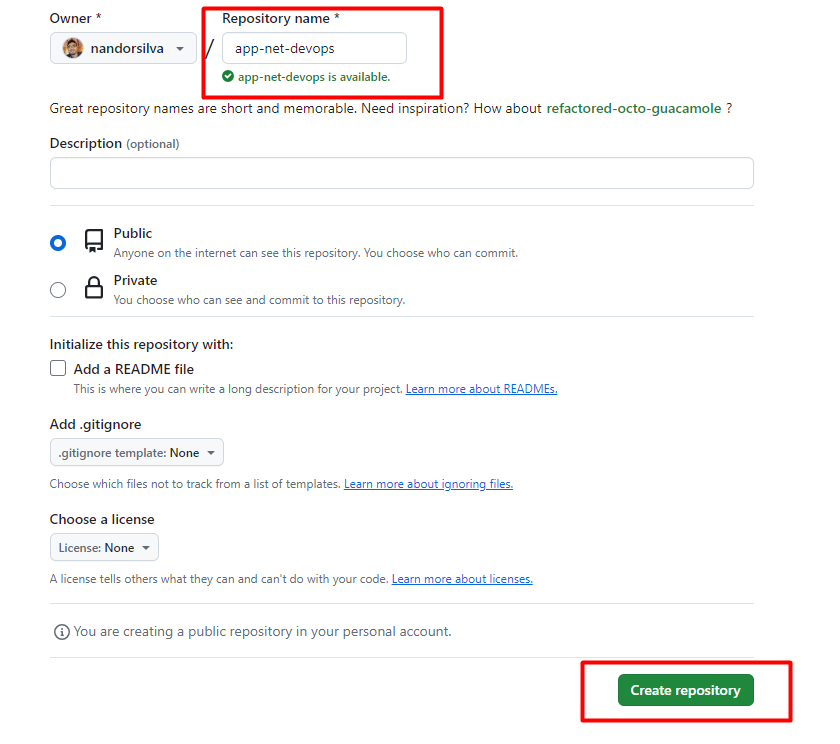 Owner *
Repository name *
nandorsilva
/
app-net-devops
app-net-devops is available.
Great repository names are short and memorable. Need inspiration? How about refactored-octo-guacamole ?
Description (optional)
Public
Anyone on the internet can see this repository. You choose who can commit.
Private
You choose who can see and commit to this repository.
Initialize this repository with:
Add a README file
This is where you can write a long description for your project. Learn more about READMEs.
Add .gitignore
.gitignore template: None
Choose which files not to track from a list of templates. Learn more about ignoring files.
Choose a license
License: None
A license tells others what they can and can't do with your code. Learn more about licenses.
You are creating a public repository in your personal account.
Create repository